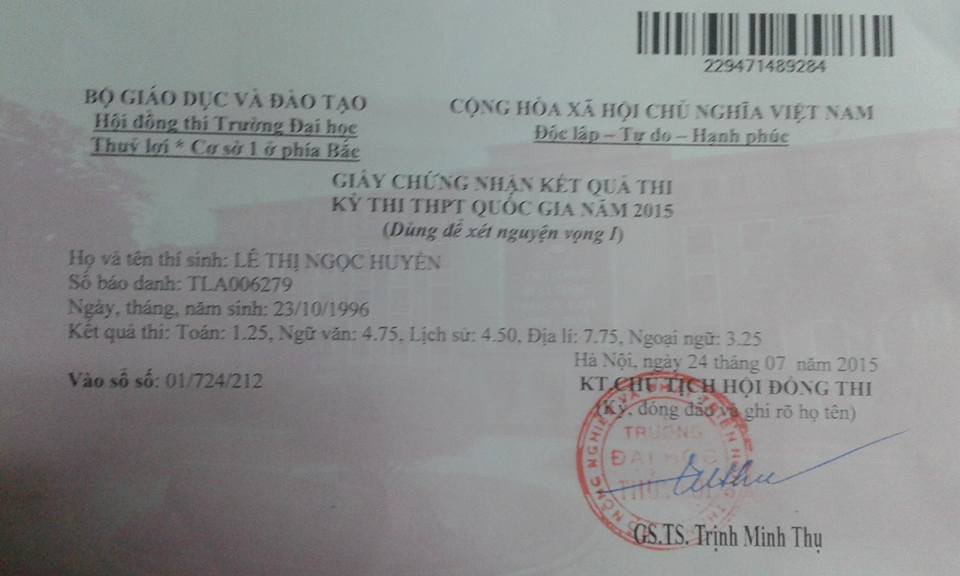 229471489284
BỘ GIÁO DỤC VÀ ĐÀO TẠO
Hội đồng thi Trường Đại học
Thuỷ lợi * Cơ sở 1 ở phía Bắc
CỘNG HÒA XÃ HỘI CHỦ NGHĨA VIỆT NAM
Độc lập – Tự do – Hạnh phúc
GIẤY CHỨNG NHẬN KẾT QUẢ THI
KỲ THI THPT QUỐC GIA NĂM 2015
(Dùng để xét nguyện vọng I)
Họ và tên thí sinh: LÊ THỊ NGỌC HUYỀN
Số báo danh: TLA006279
Ngày, tháng, năm sinh: 23/10/1996
Kết quả thi: Toán: 1.25, Ngữ văn: 4.75, Lịch sử: 4.50, Địa lí: 7.75, Ngoại ngữ: 3.25
Hà Nội, ngày 24 tháng 07 năm 2015
Vào sổ số: 01/724/212
KT.CHỦ TỊCH HỘI ĐỒNG THI
(Ký, đóng dấu và ghi rõ họ tên)
TRƯỜNG
ĐẠI HỌC
GS.TS. Trịnh Minh Thụ